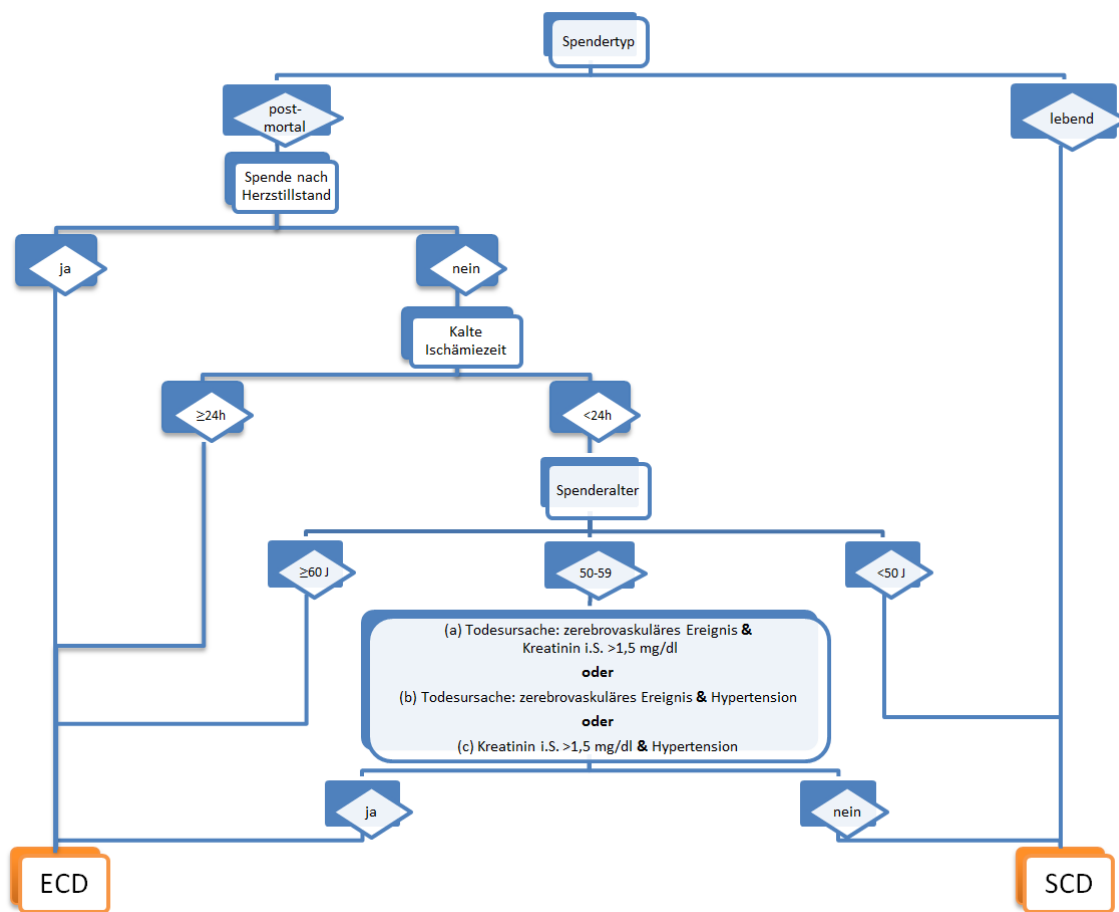 Spendertyp
post-
mortal
lebend
Spende nach
Herzstillstand
ja
nein
Kalte
Ischämiezeit
≥24h
<24h
Spenderalter
≥60 J
50-59
<50 J
(a) Todesursache: zerebrovaskuläres Ereignis &
Kreatinin i.S. >1,5 mg/dl
oder
(b) Todesursache: zerebrovaskuläres Ereignis & Hypertension
oder
(c) Kreatinin i.S. >1,5 mg/dl & Hypertension
ja
nein
ECD
SCD